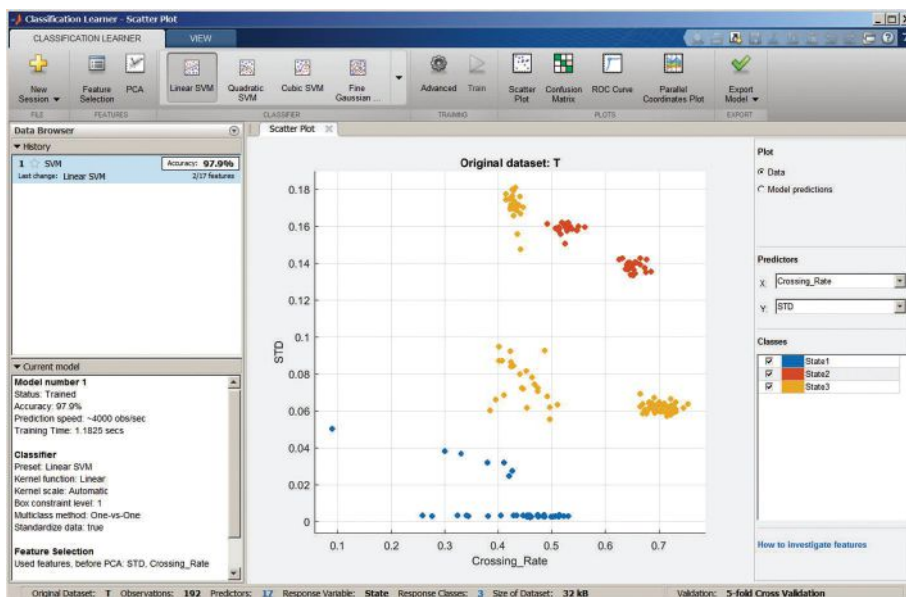 Classification Learner - Scatter Plot
CLASSIFICATION LEARNER
VIEW
New Session
Feature Selection
PCA
Linear SVM
Quadratic SVM
Cubic SVM
Fine Gaussian ...
Advanced
Train
Scatter Plot
Confusion Matrix
ROC Curve
Parallel Coordinates Plot
Export Model
FILE
FEATURES
CLASSIFIER
TRAINING
PLOTS
EXPORT
Data Browser
History
1 SVM
Accuracy: 97.9%
Last change: Linear SVM
2/17 features
Current model
Model number 1
Status: Trained
Accuracy: 97.9%
Prediction speed: ~4000 obs/sec
Training Time: 1.1825 secs
Classifier
Preset: Linear SVM
Kernel function: Linear
Kernel scale: Automatic
Box constraint level: 1
Multiclass method: One-vs-One
Standardize data: true
Feature Selection
Used features, before PCA: STD, Crossing_Rate
Scatter Plot
Original dataset: T
0.18
0.16
0.14
0.12
0.1
0.08
0.06
0.04
0.02
0
STD
0.1 0.2 0.3 0.4 0.5 0.6 0.7
Crossing_Rate
Plot
Data
Model predictions
Predictors
X: Crossing_Rate
Y: STD
Classes
State1
State2
State3
How to investigate features
Original Dataset: T Observations: 192 Predictors: 17 Response Variable: State Response Classes: 3 Size of Dataset: 32 kB Validation: 5-fold Cross Validation